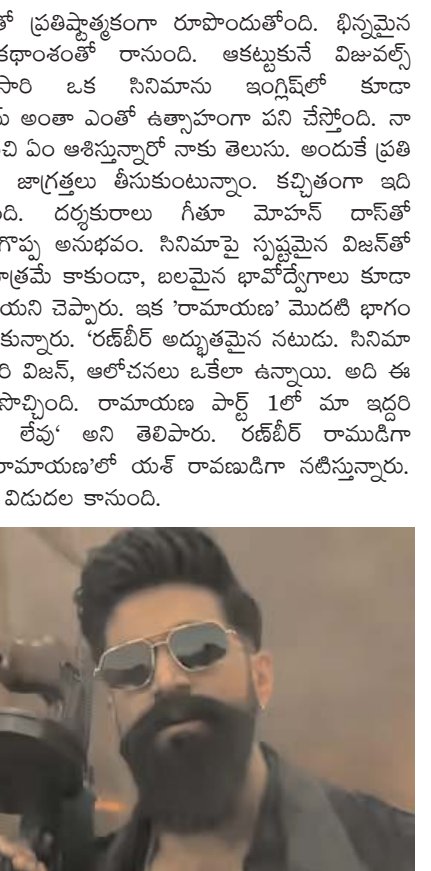 తో ప్రతిష్టాత్మకంగా రూపొందుతోంది. భిన్నమైన
కథాంశంతో రానుంది. ఆకట్టుకునే విజువల్స్
సారి ఒక సినిమాను ఇంగ్లిష్‌లో కూడా
అంతా ఎంతో ఉత్సాహంగా పని చేస్తోంది. నా
చి ఏం ఆశిస్తున్నారో నాకు తెలుసు. అందుకే ప్రతి
జాగ్రత్తలు తీసుకుంటున్నాం. కచ్చితంగా ఇది
ంది. దర్శకురాలు గీతూ మోహన్ దాస్‌తో
గొప్ప అనుభవం. సినిమాపై స్పష్టమైన విజన్‌తో
మాత్రమే కాకుండా, బలమైన భావోద్వేగాలు కూడా
యని చెప్పారు. ఇక 'రామాయణ' మొదటి భాగం
కున్నారు. 'రణ్‌బీర్ అద్భుతమైన నటుడు. సినిమా
రి విజన్, ఆలోచనలు ఒకేలా ఉన్నాయి. అది ఈ
సొచ్చింది. రామాయణ పార్ట్ 1లో మా ఇద్దరి
లేవు' అని తెలిపారు. రణ్‌బీర్ రాముడిగా
రామాయణ'లో యశ్ రావణుడిగా నటిస్తున్నారు.
విడుదల కానుంది.